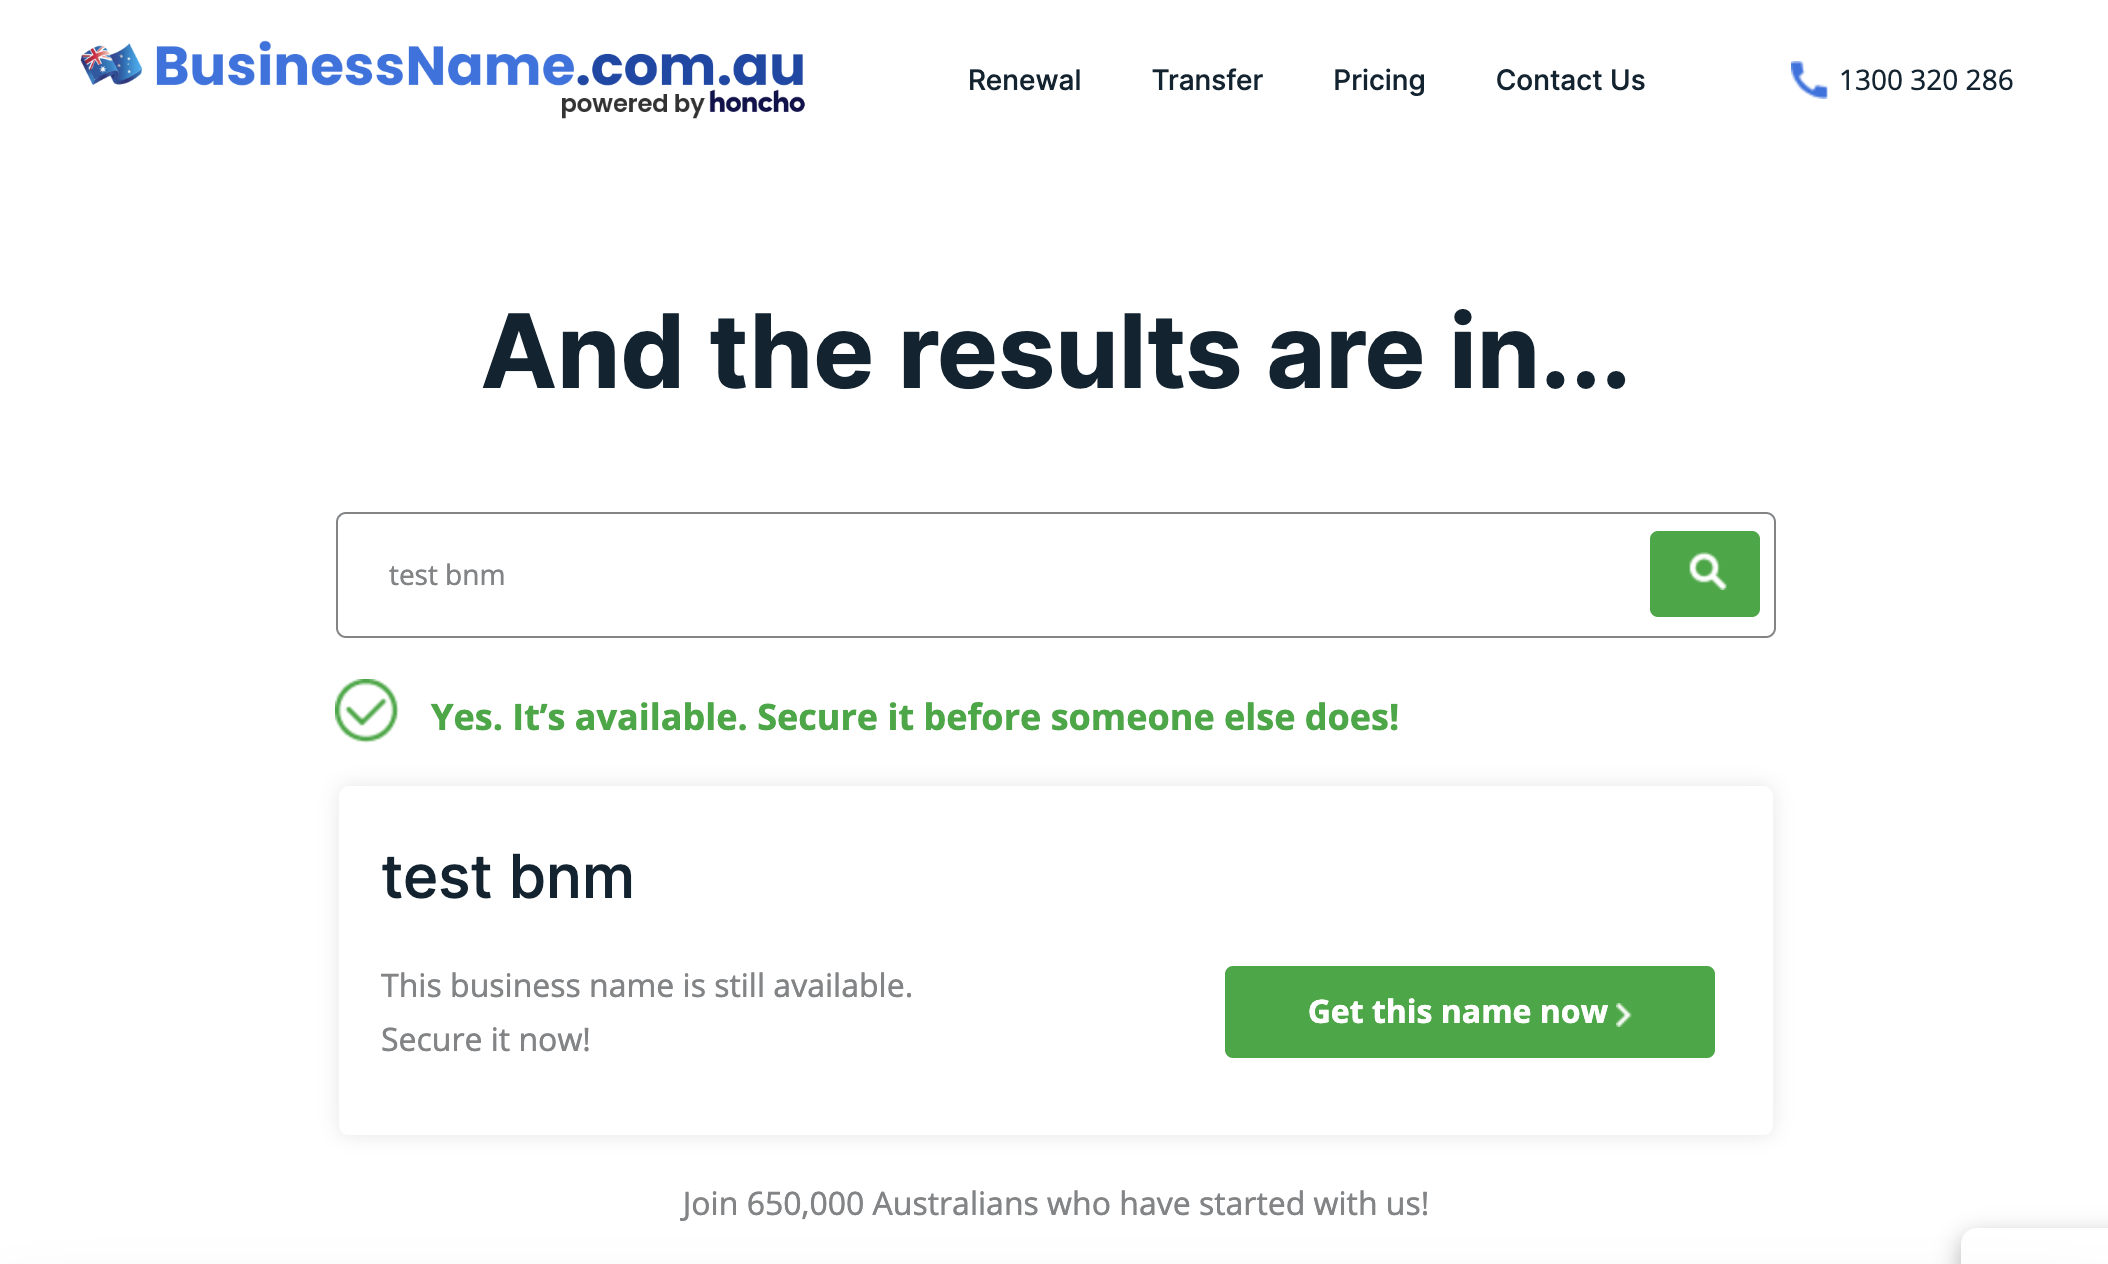 BusinessName.com.au
powered by honcho
Renewal
Transfer
Pricing
Contact Us
1300 320 286
And the results are in...
test bnm
Yes. It’s available. Secure it before someone else does!
test bnm
This business name is still available.
Secure it now!
Get this name now
Join 650,000 Australians who have started with us!